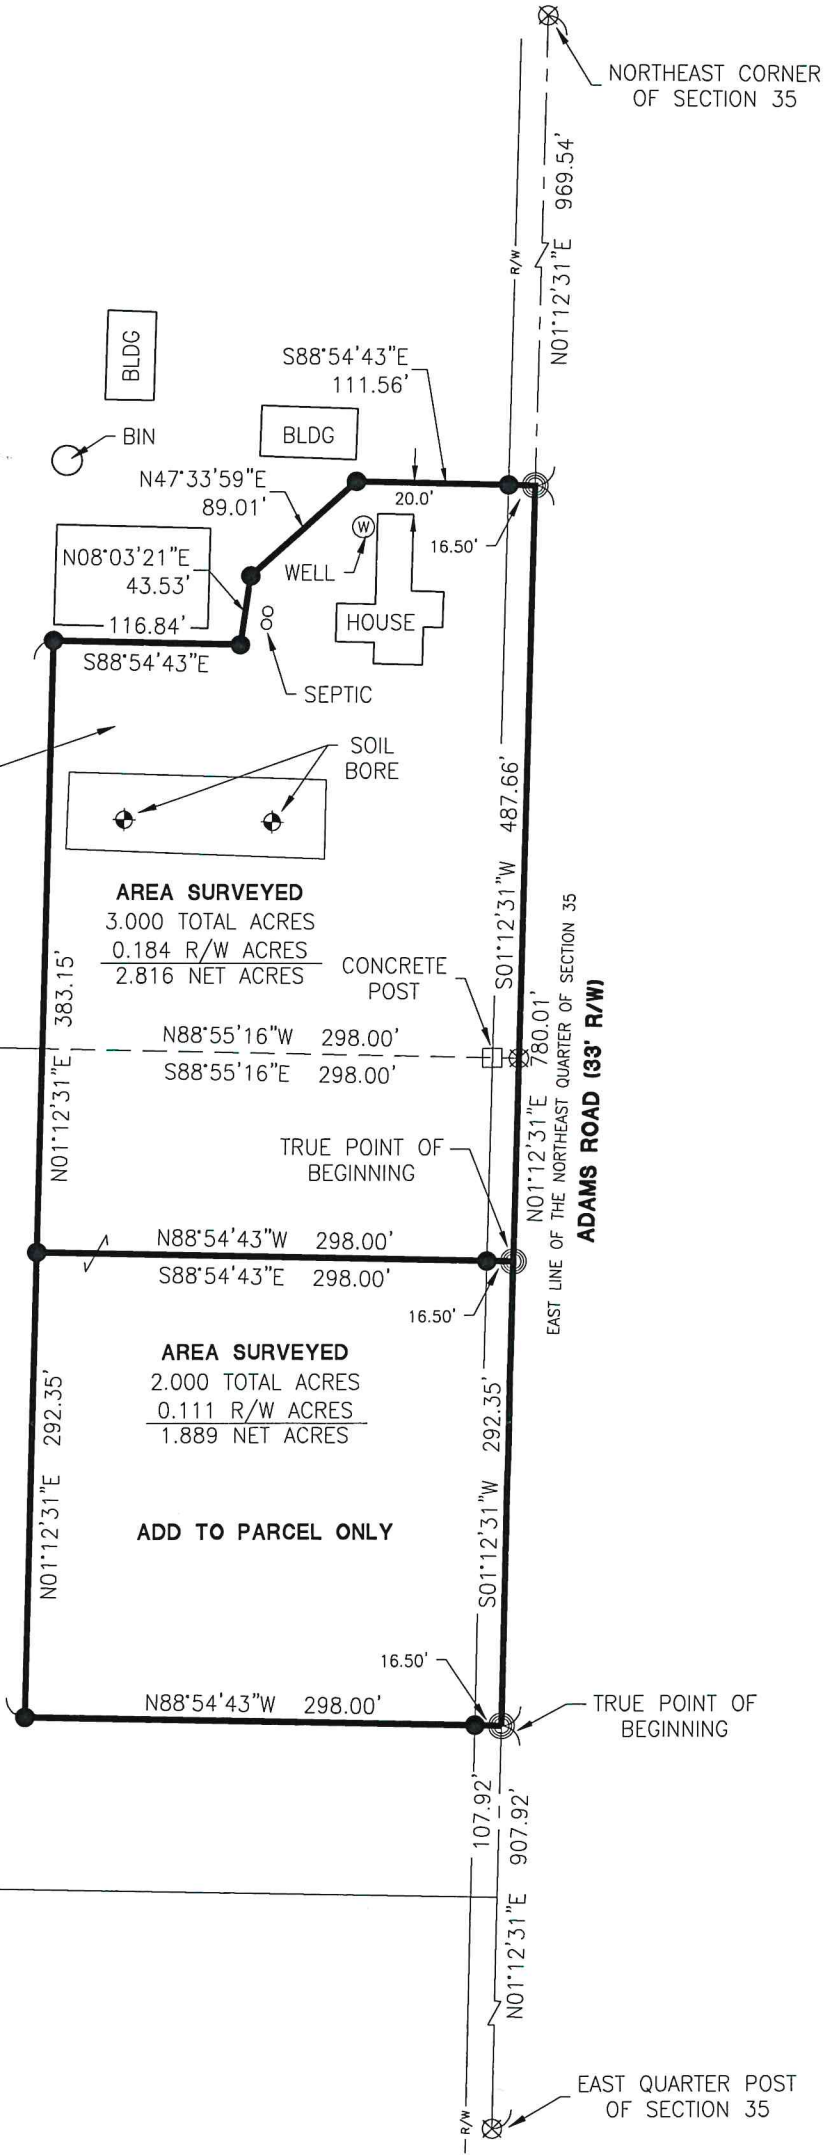 NORTHEAST CORNER
OF SECTION 35
N01°12'31"E 969.54'
R/W
BLDG
BIN
BLDG
S88°54'43"E
111.56'
N47°33'59"E
89.01'
20.0'
16.50'
W
WELL
N08°03'21"E
43.53'
116.84'
S88°54'43"E
HOUSE
SEPTIC
SOIL
BORE
S01°12'31"W 487.66'
AREA SURVEYED
3.000 TOTAL ACRES
0.184 R/W ACRES
2.816 NET ACRES
CONCRETE
POST
N01°12'31"E 383.15'
N88°55'16"W 298.00'
S88°55'16"E 298.00'
N01°12'31"E 780.01'
EAST LINE OF THE NORTHEAST QUARTER OF SECTION 35
ADAMS ROAD (33' R/W)
TRUE POINT OF
BEGINNING
N88°54'43"W 298.00'
S88°54'43"E 298.00'
16.50'
AREA SURVEYED
2.000 TOTAL ACRES
0.111 R/W ACRES
1.889 NET ACRES
N01°12'31"E 292.35'
S01°12'31"W 292.35'
ADD TO PARCEL ONLY
16.50'
N88°54'43"W 298.00'
TRUE POINT OF
BEGINNING
107.92'
N01°12'31"E 907.92'
R/W
EAST QUARTER POST
OF SECTION 35